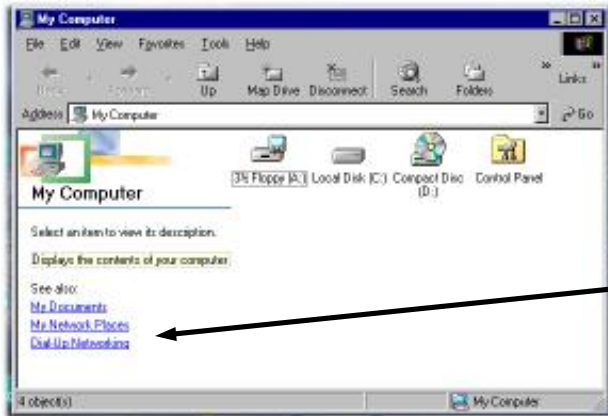 My Computer
File Edit View Favorites Tools Help
Back Forward Up Map Drive Disconnect Search Folders » Links »
Address My Computer Go
My Computer
Select an item to view its description.
Displays the contents of your computer
See also:
My Documents
My Network Places
Dial-Up Networking
3½ Floppy (A:) Local Disk (C:) Compact Disc (D:) Control Panel
4 object(s) My Computer